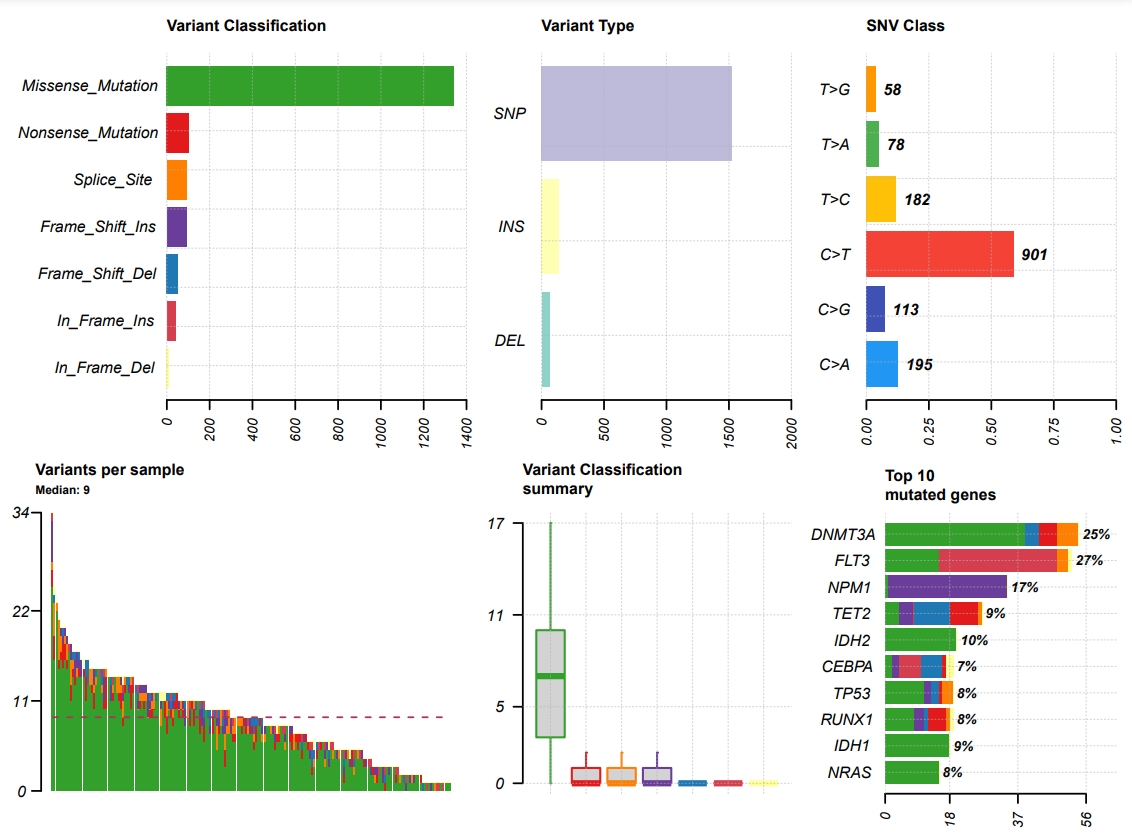 Variant Classification
Missense_Mutation
Nonsense_Mutation
Splice_Site
Frame_Shift_Ins
Frame_Shift_Del
In_Frame_Ins
In_Frame_Del
0
200
400
600
800
1000
1200
1400
Variant Type
SNP
INS
DEL
0
500
1000
1500
2000
SNV Class
T>G
58
T>A
78
T>C
182
C>T
901
C>G
113
C>A
195
0.00
0.25
0.50
0.75
1.00
Variants per sample
Median: 9
34
22
11
0
Variant Classification
summary
17
11
5
0
Top 10
mutated genes
DNMT3A 25%
FLT3 27%
NPM1 17%
TET2 9%
IDH2 10%
CEBPA 7%
TP53 8%
RUNX1 8%
IDH1 9%
NRAS 8%
0
18
37
56